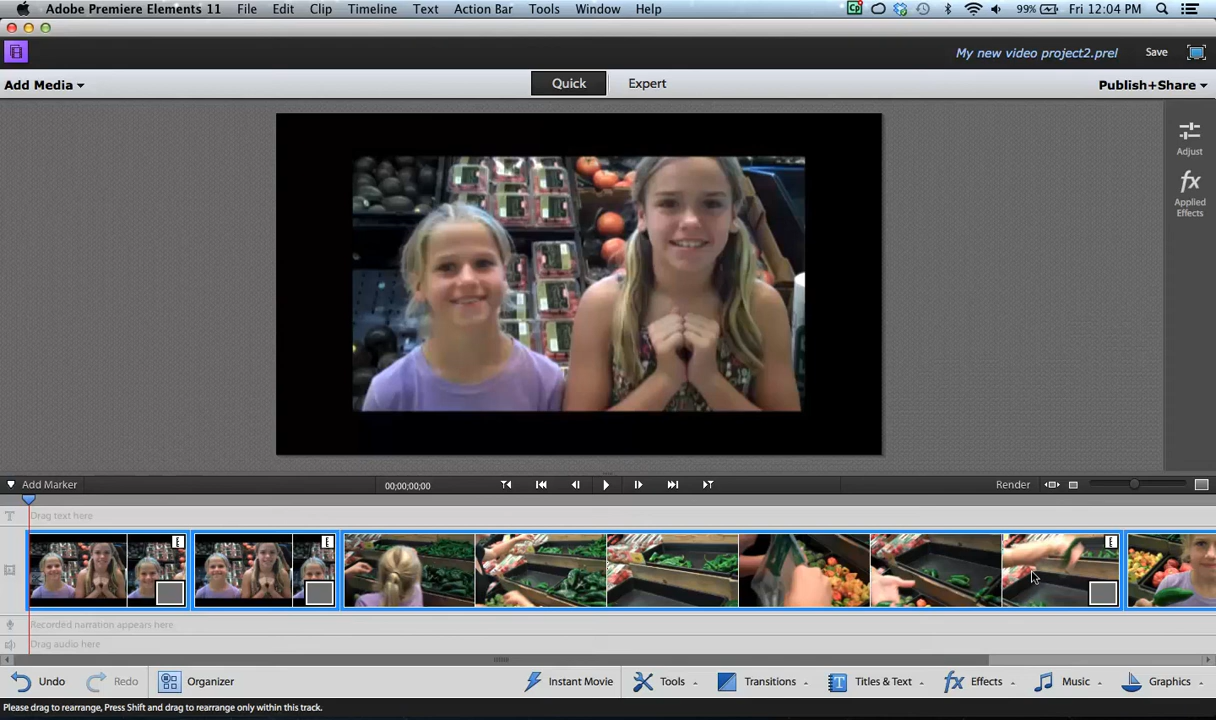 Adobe Premiere Elements 11 File Edit Clip Timeline Text Action Bar Tools Window Help Cp 99% Fri 12:04 PM
My new video project2.prel Save
Add Media Quick Expert Publish+Share
Adjust
fx
Applied
Effects
Add Marker 00;00;00;00 Render
T Drag text here
Recorded narration appears here
Drag audio here
Undo Redo Organizer Instant Movie Tools Transitions T Titles & Text fx Effects Music Graphics
Please drag to rearrange, Press Shift and drag to rearrange only within this track.